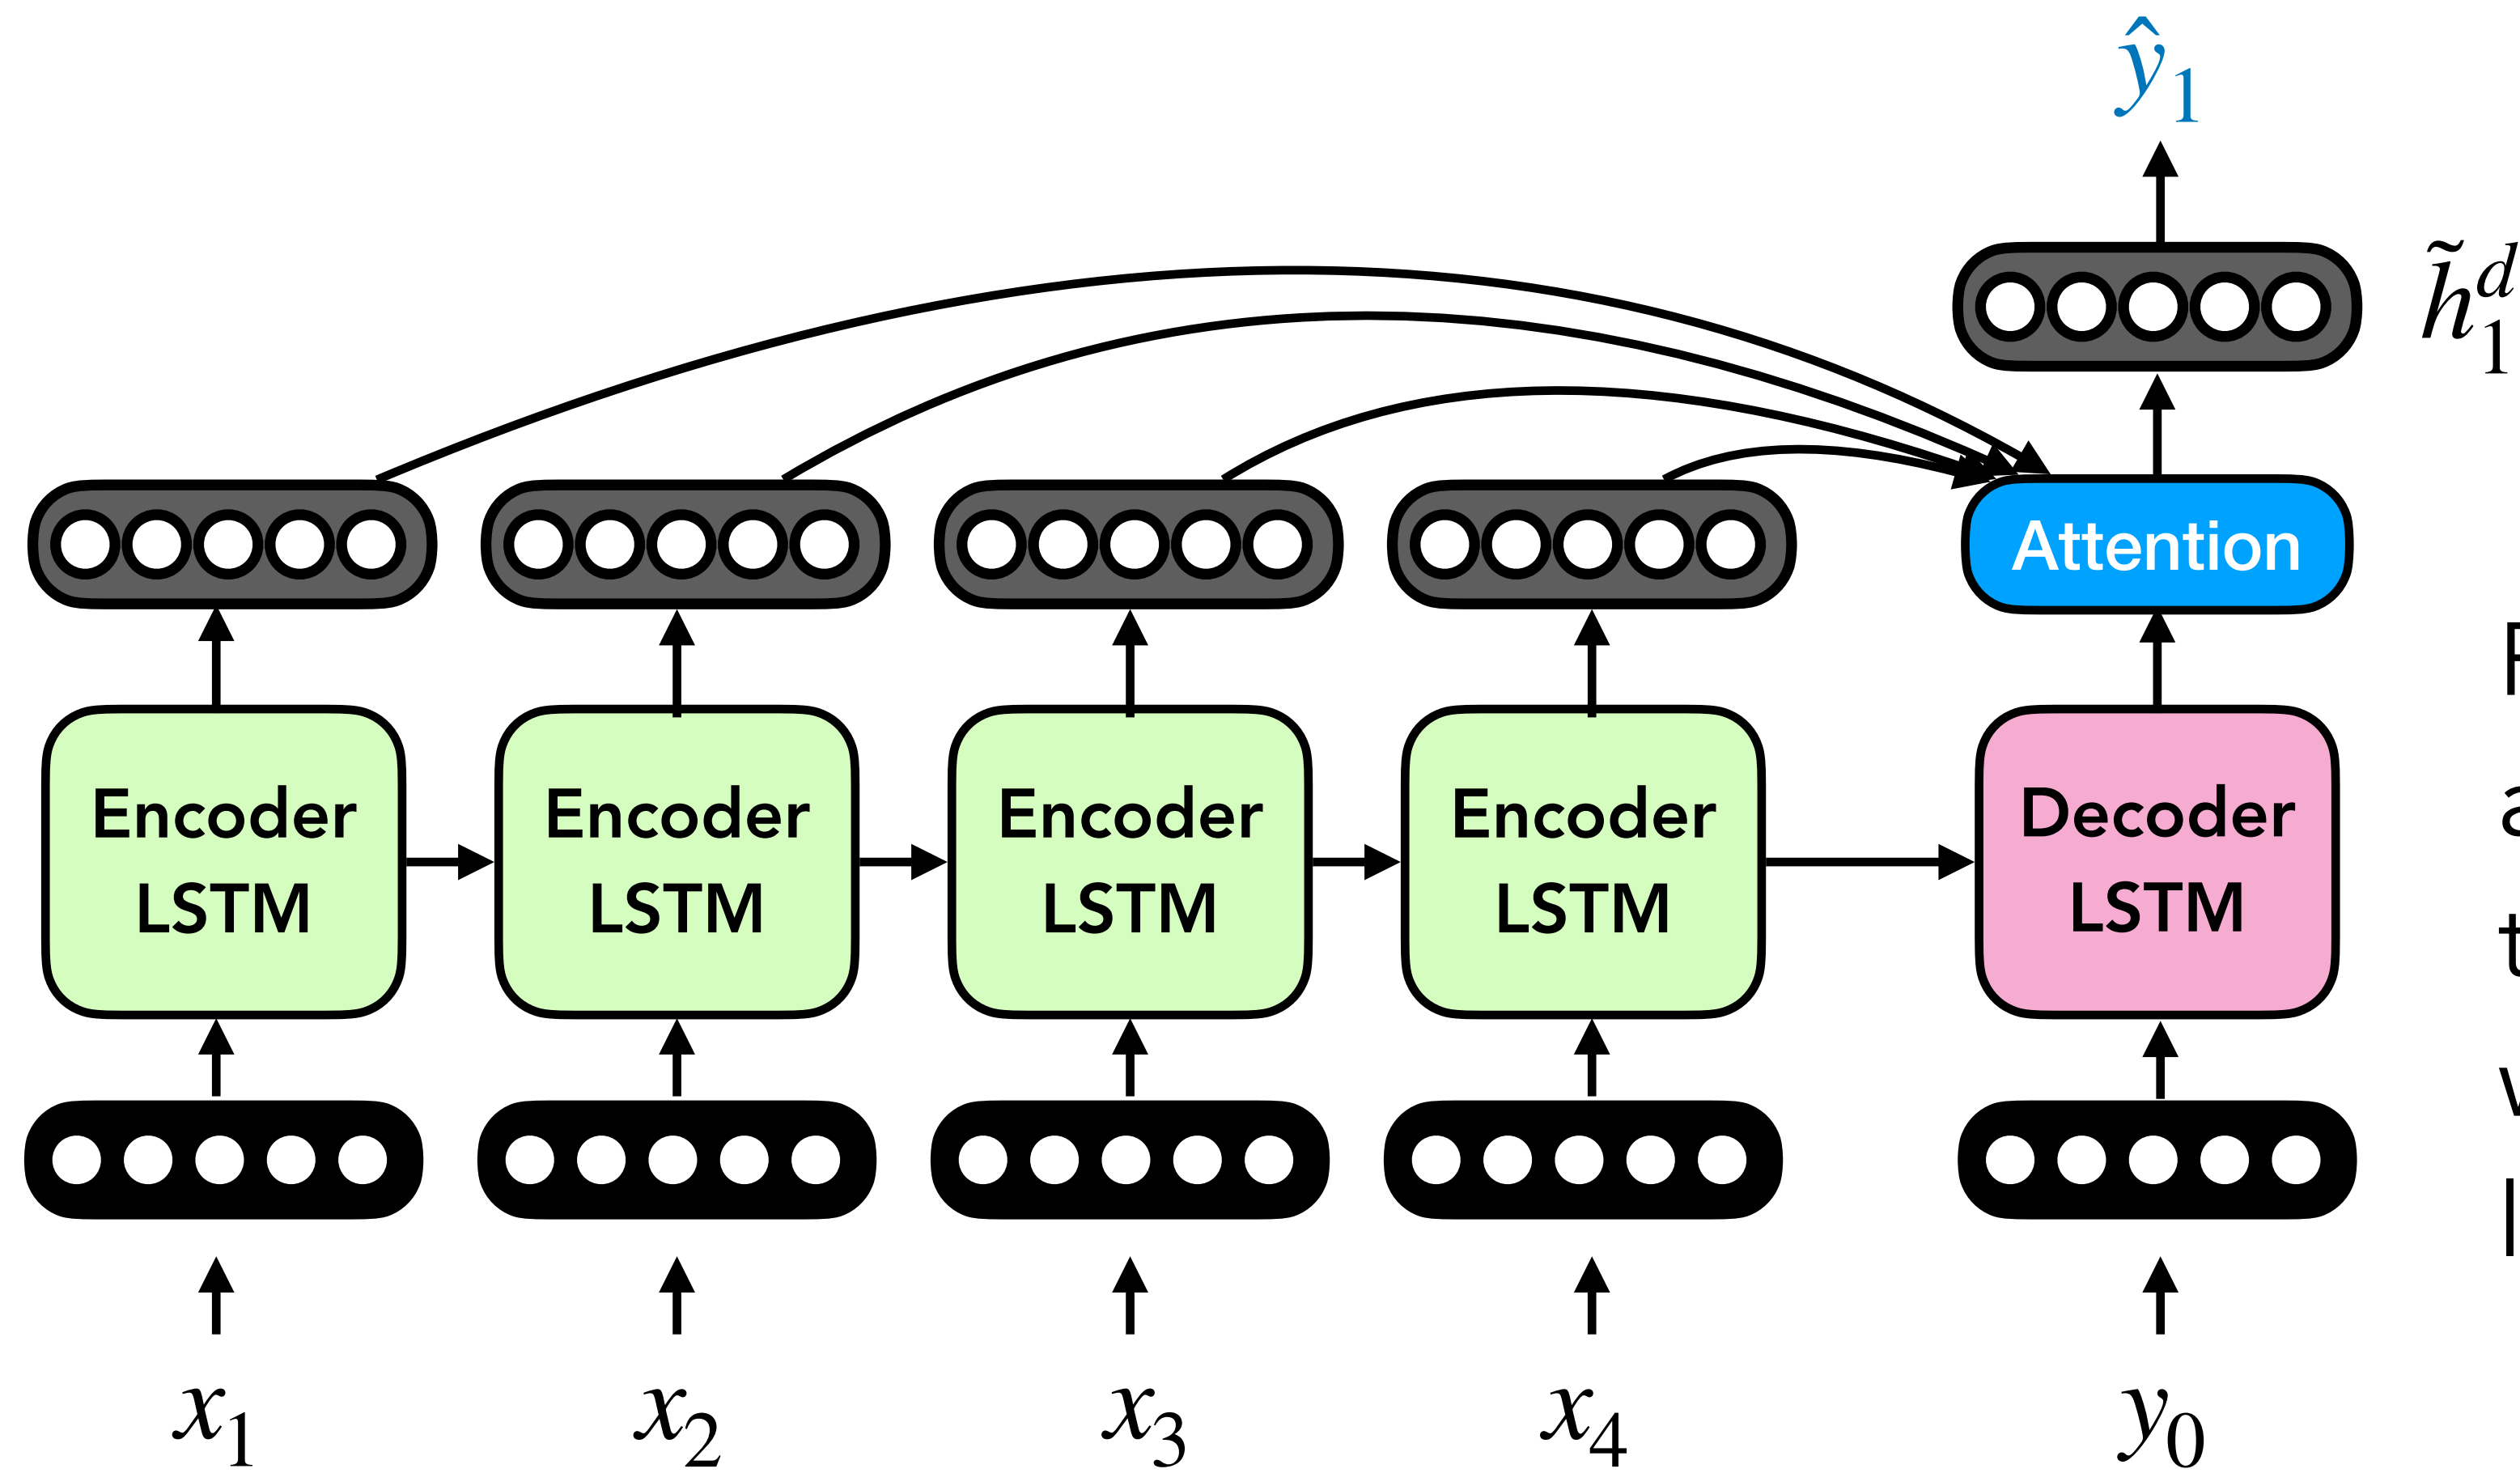 ŷ₁
h̃₁ᵈ
Attention
Encoder LSTM
Encoder LSTM
Encoder LSTM
Encoder LSTM
Decoder LSTM
x₁ x₂ x₃ x₄ y₀